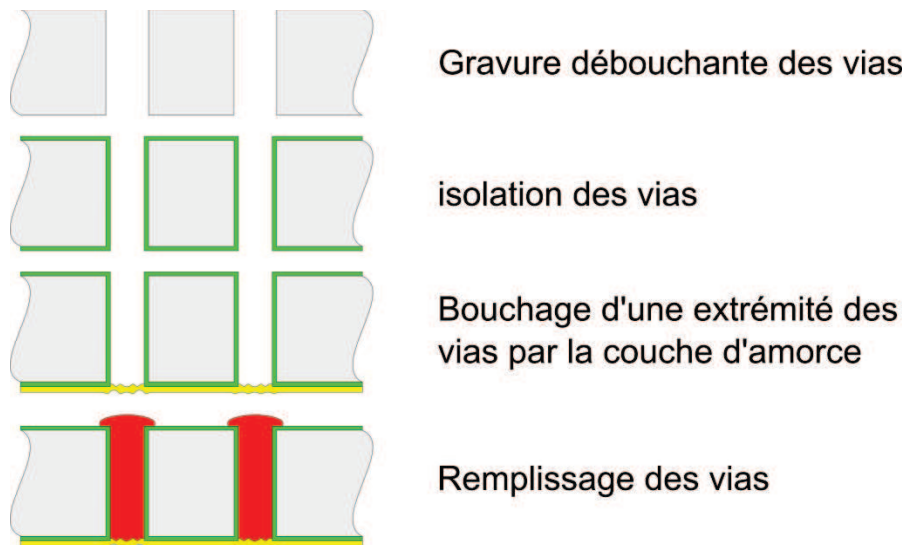 Gravure débouchante des vias
isolation des vias
Bouchage d'une extrémité des
vias par la couche d'amorce
Remplissage des vias